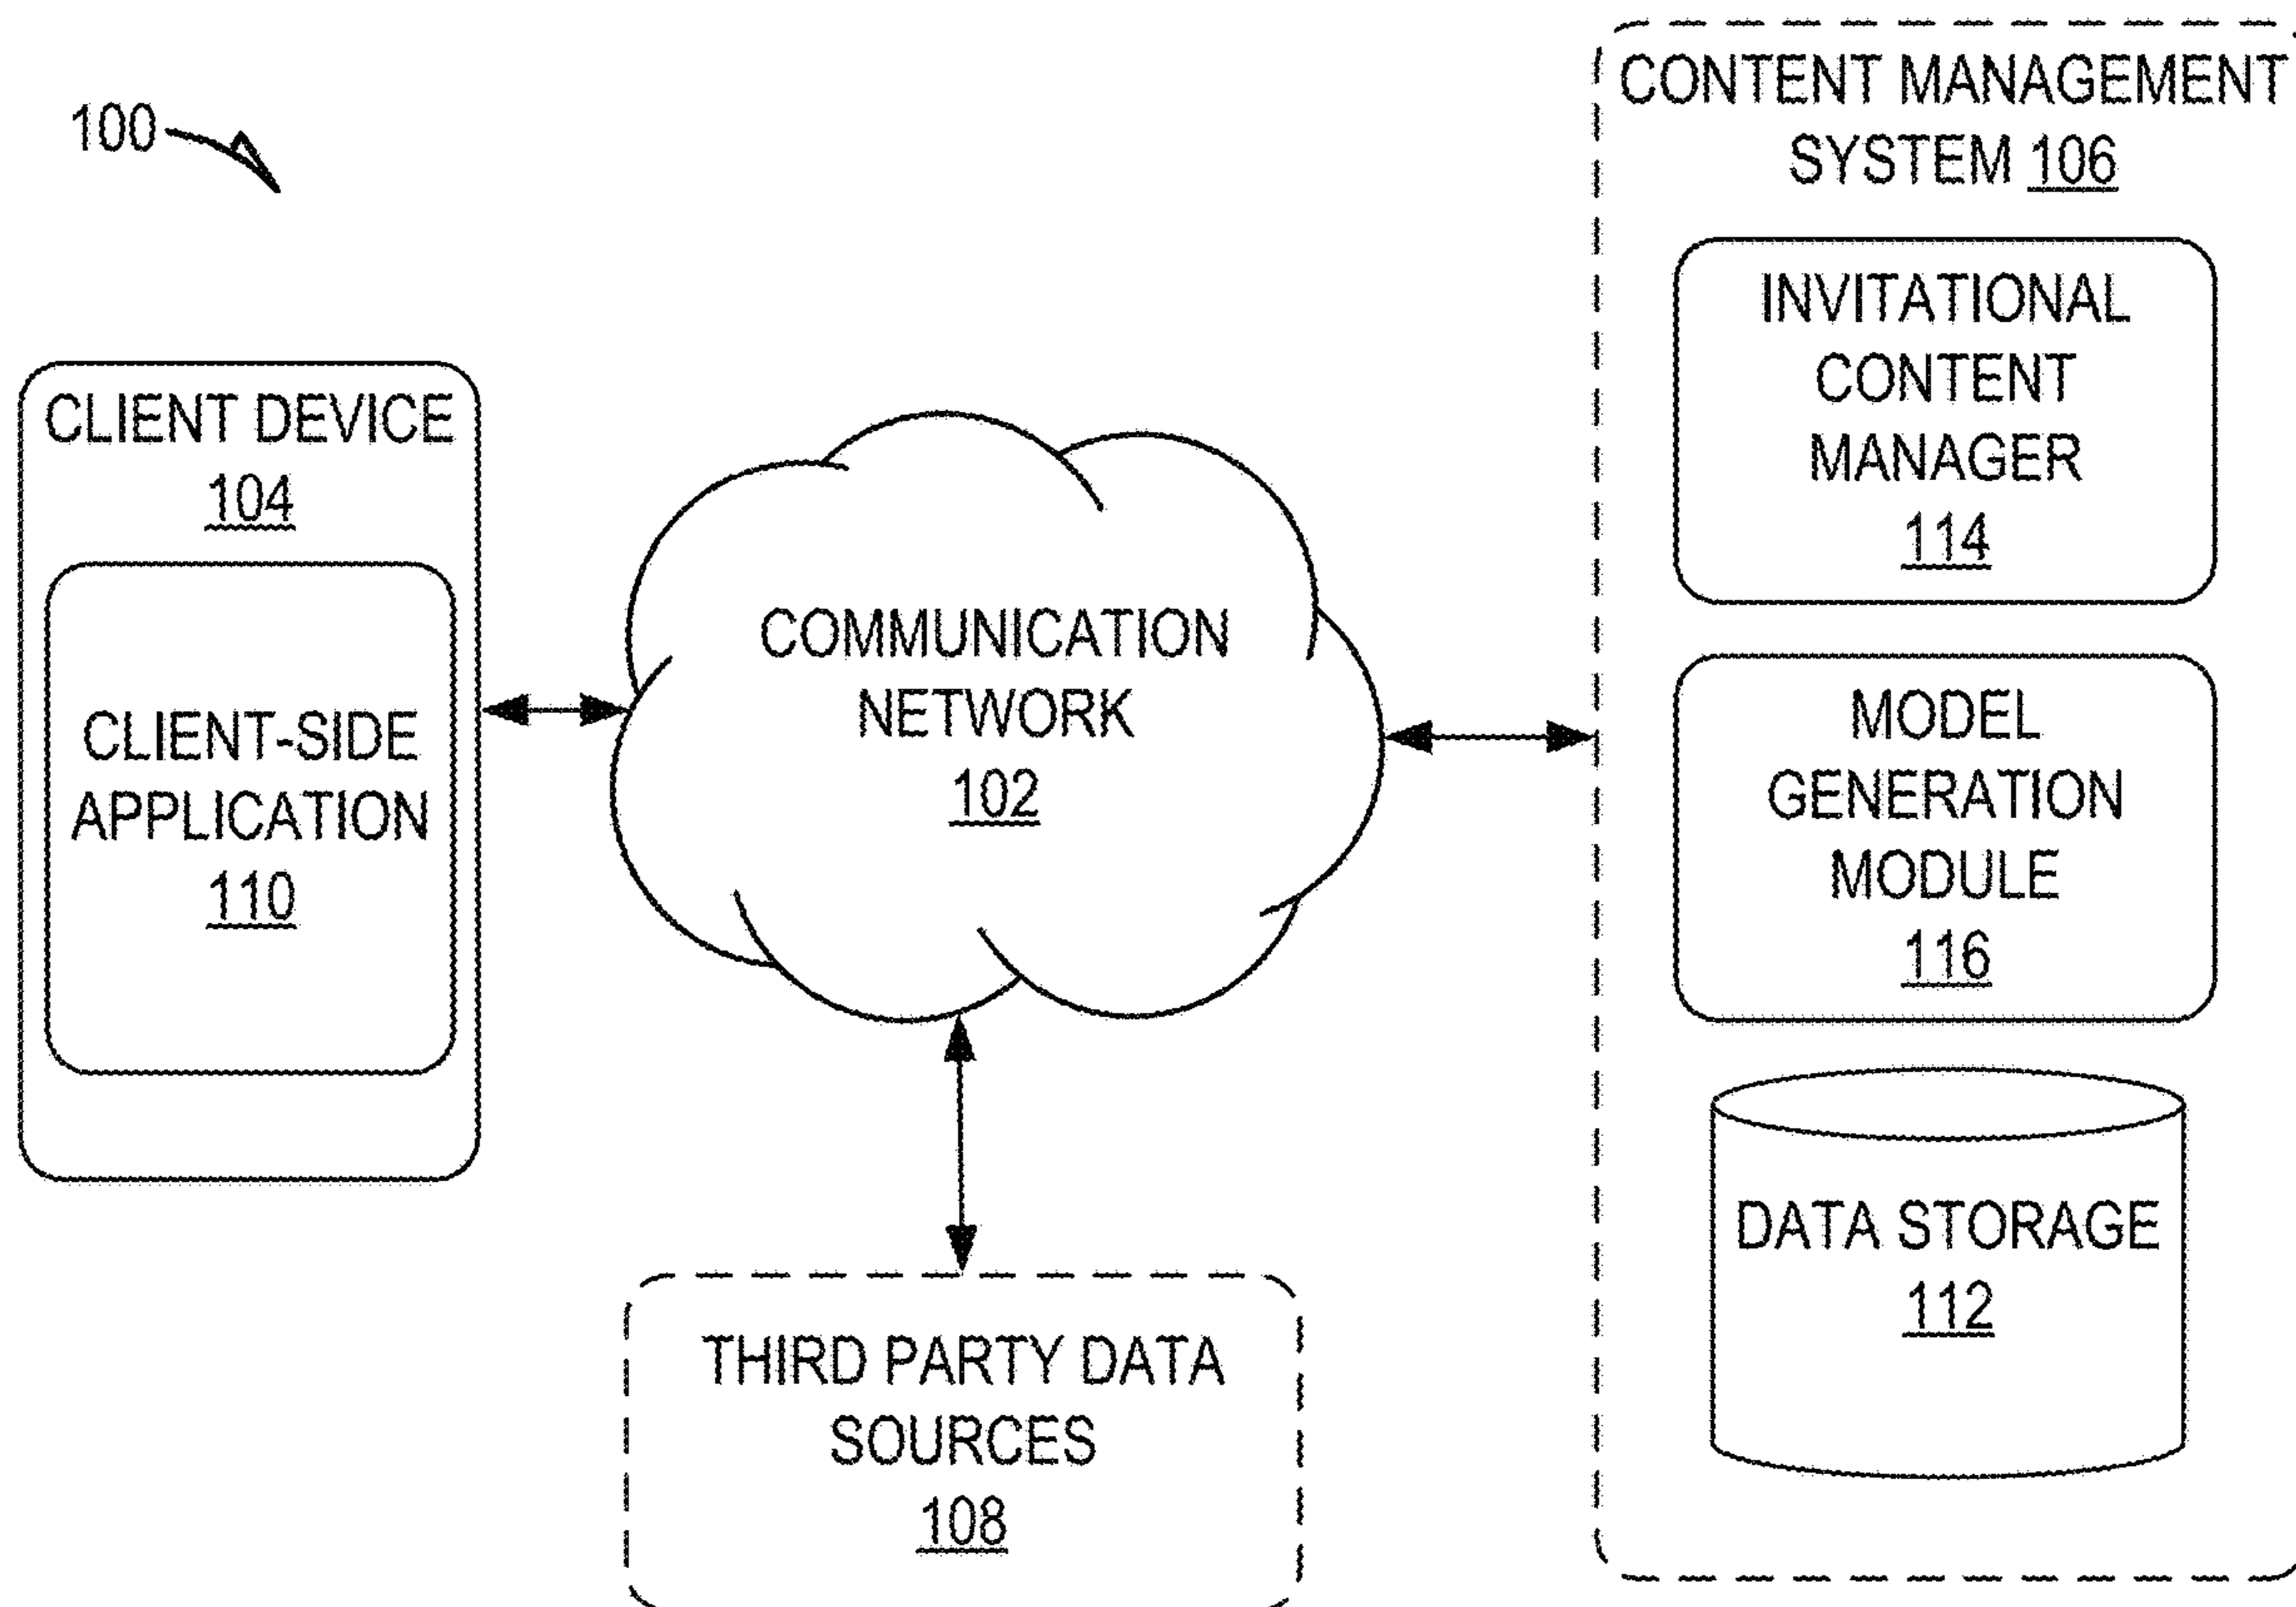 100
CLIENT DEVICE
104
CLIENT-SIDE
APPLICATION
110
COMMUNICATION
NETWORK
102
THIRD PARTY DATA
SOURCES
108
CONTENT MANAGEMENT
SYSTEM 106
INVITATIONAL
CONTENT
MANAGER
114
MODEL
GENERATION
MODULE
116
DATA STORAGE
112